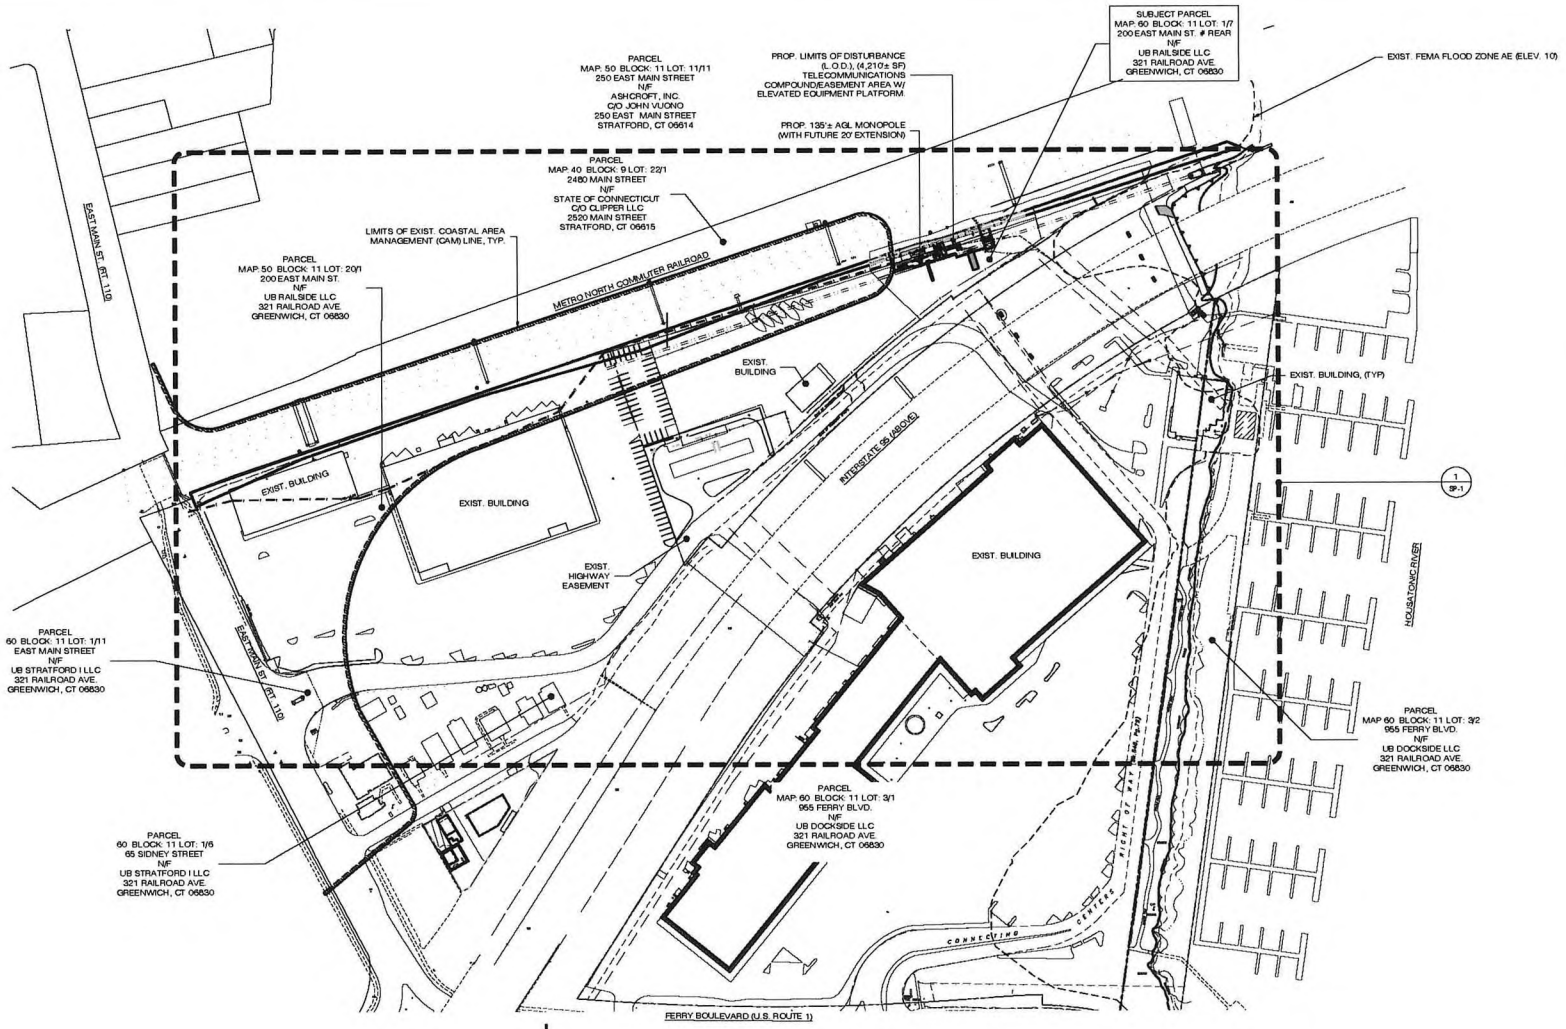 SUBJECT PARCEL
MAP: 60 BLOCK: 11 LOT: 1/7
200 EAST MAIN ST. # REAR
N/F
UB RAILSIDE LLC
321 RAILROAD AVE.
GREENWICH, CT 06830
EXIST. FEMA FLOOD ZONE AE (ELEV. 10')
PROP. LIMITS OF DISTURBANCE
(L.O.D.), (4,210± SF)
TELECOMMUNICATIONS
COMPOUND/EASEMENT AREA W/
ELEVATED EQUIPMENT PLATFORM.
PROP. 135'± AGL MONOPOLE
(WITH FUTURE 20' EXTENSION)
PARCEL
MAP: 50 BLOCK: 11 LOT: 11/11
250 EAST MAIN STREET
N/F
ASHCROFT, INC.
C/O JOHN VUONO
250 EAST MAIN STREET
STRATFORD, CT 06614
PARCEL
MAP: 40 BLOCK: 9 LOT: 22/1
2480 MAIN STREET
N/F
STATE OF CONNECTICUT
C/O CLIPPER LLC
2520 MAIN STREET
STRATFORD, CT 06615
LIMITS OF EXIST. COASTAL AREA
MANAGEMENT (CAM) LINE, TYP.
PARCEL
MAP: 50 BLOCK: 11 LOT: 20/1
200 EAST MAIN ST.
N/F
UB RAILSIDE LLC
321 RAILROAD AVE.
GREENWICH, CT 06830
EAST MAIN ST. (RT. 110)
METRO NORTH COMMUTER RAILROAD
EXIST.
BUILDING
EXIST. BUILDING, (TYP)
INTERSTATE 95 (ABOVE)
EXIST. BUILDING
EXIST. BUILDING
1
SP-1
EXIST. BUILDING
EXIST.
HIGHWAY
EASEMENT
HOUSATONIC RIVER
PARCEL
60 BLOCK: 11 LOT: 1/11
EAST MAIN STREET
N/F
UB STRATFORD I LLC
321 RAILROAD AVE.
GREENWICH, CT 06830
EAST MAIN ST. (RT. 110)
PARCEL
MAP 60 BLOCK: 11 LOT: 3/2
955 FERRY BLVD.
N/F
UB DOCKSIDE LLC
321 RAILROAD AVE.
GREENWICH, CT 06830
PARCEL
MAP: 60 BLOCK: 11 LOT: 3/1
955 FERRY BLVD.
N/F
UB DOCKSIDE LLC
321 RAILROAD AVE.
GREENWICH, CT 06830
PARCEL
60 BLOCK: 11 LOT: 1/6
65 SIDNEY STREET
N/F
UB STRATFORD I LLC
321 RAILROAD AVE.
GREENWICH, CT 06830
RIGHT OF WAY
CONNECTING CENTERS
FERRY BOULEVARD (U.S. ROUTE 1)